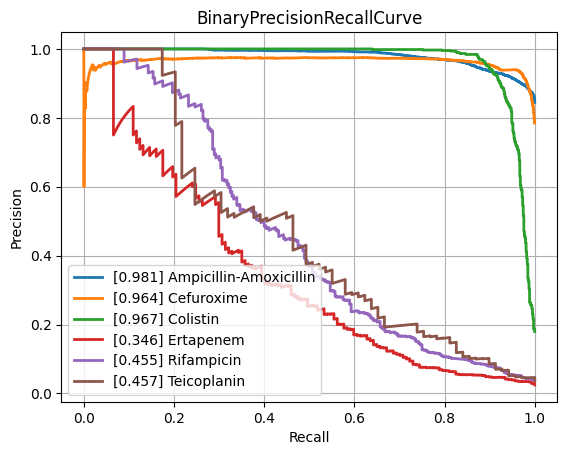 BinaryPrecisionRecallCurve
Precision
1.0
0.8
0.6
0.4
0.2
0.0
[0.981] Ampicillin-Amoxicillin
[0.964] Cefuroxime
[0.967] Colistin
[0.346] Ertapenem
[0.455] Rifampicin
[0.457] Teicoplanin
0.0 0.2 0.4 0.6 0.8 1.0
Recall